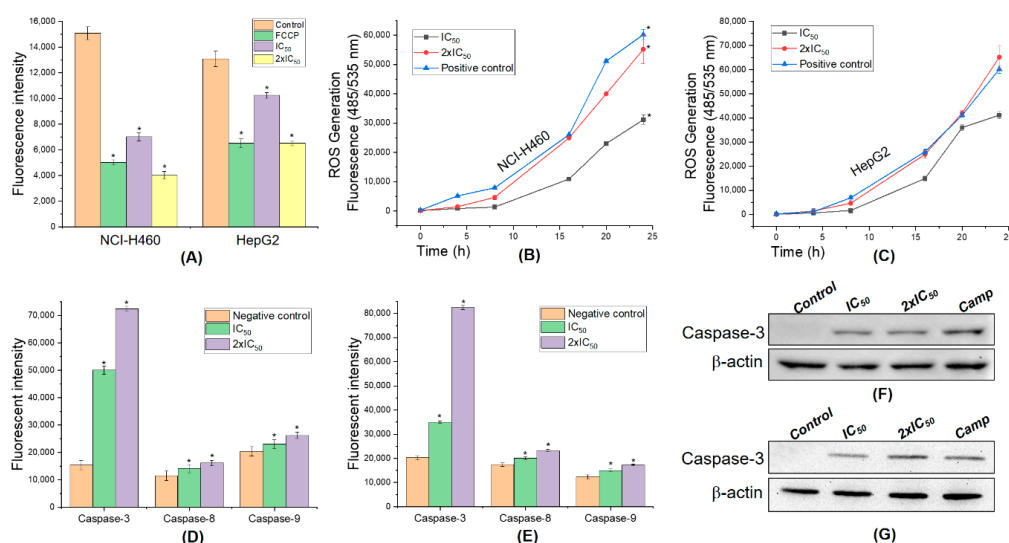 16,000
14,000
12,000
10,000
8,000
6,000
4,000
2,000
0
Fluorescence intensity
Control
FCCP
IC₅₀
2xIC₅₀
*
*
*
*
*
*
NCI-H460
HepG2
(A)
60,000
50,000
40,000
30,000
20,000
10,000
0
ROS Generation
Fluorescence (485/535 nm)
IC₅₀
2xIC₅₀
Positive control
NCI-H460
*
*
*
0
5
10
15
20
25
Time (h)
(B)
80,000
70,000
60,000
50,000
40,000
30,000
20,000
10,000
0
ROS Generation
Fluorescence (485/535 nm)
IC₅₀
2xIC₅₀
Positive control
HepG2
0
5
10
15
20
25
Time (h)
(C)
70,000
60,000
50,000
40,000
30,000
20,000
10,000
0
Fluorescent intensity
Negative control
IC₅₀
2xIC₅₀
*
*
*
*
*
*
Caspase-3
Caspase-8
Caspase-9
(D)
80,000
70,000
60,000
50,000
40,000
30,000
20,000
10,000
0
Fluorescent intensity
Negative control
IC₅₀
2xIC₅₀
*
*
*
*
*
*
Caspase-3
Caspase-8
Caspase-9
(E)
Control
IC₅₀
2xIC₅₀
Camp
Caspase-3
β-actin
(F)
Control
IC₅₀
2xIC₅₀
Camp
Caspase-3
β-actin
(G)